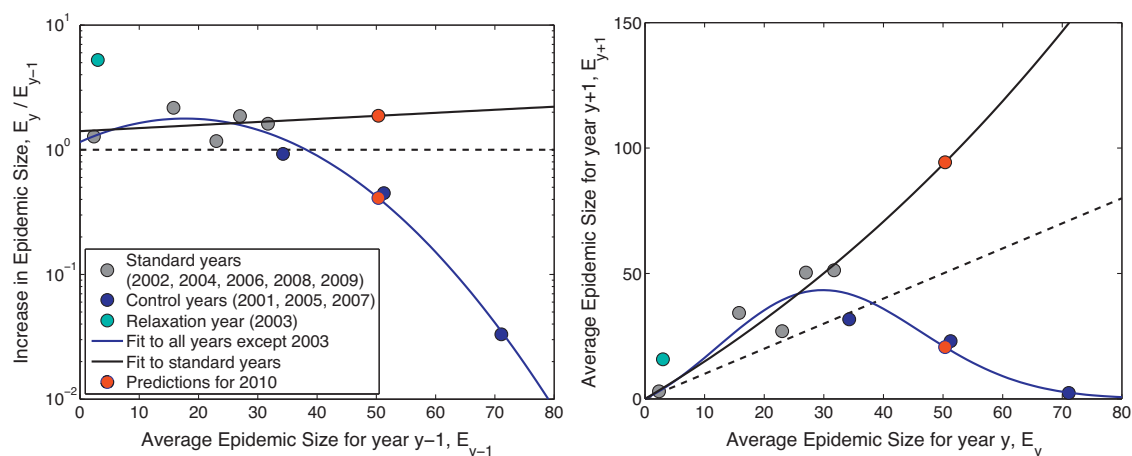 10^1
10^0
10^-1
10^-2
Increase in Epidemic Size, E_y / E_{y-1}
Standard years
(2002, 2004, 2006, 2008, 2009)
Control years (2001, 2005, 2007)
Relaxation year (2003)
Fit to all years except 2003
Fit to standard years
Predictions for 2010
0 10 20 30 40 50 60 70 80
Average Epidemic Size for year y−1, E_{y−1}
150
100
50
0
Average Epidemic Size for year y+1, E_{y+1}
0 10 20 30 40 50 60 70 80
Average Epidemic Size for year y, E_y